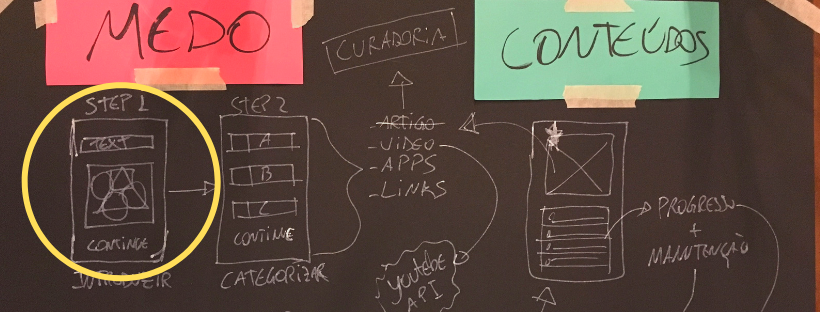 MEDO
STEP 1
TEXT
CONTINUE
INTRODUZIR
STEP 2
A
B
C
CONTINUE
CATEGORIZAR
CURADORIA
-ARTIGO
-VIDEO
-APPS
-LINKS
YOUTUBE
API
CONTEÚDOS
PROGRESSO
+
MANUTENÇÃO